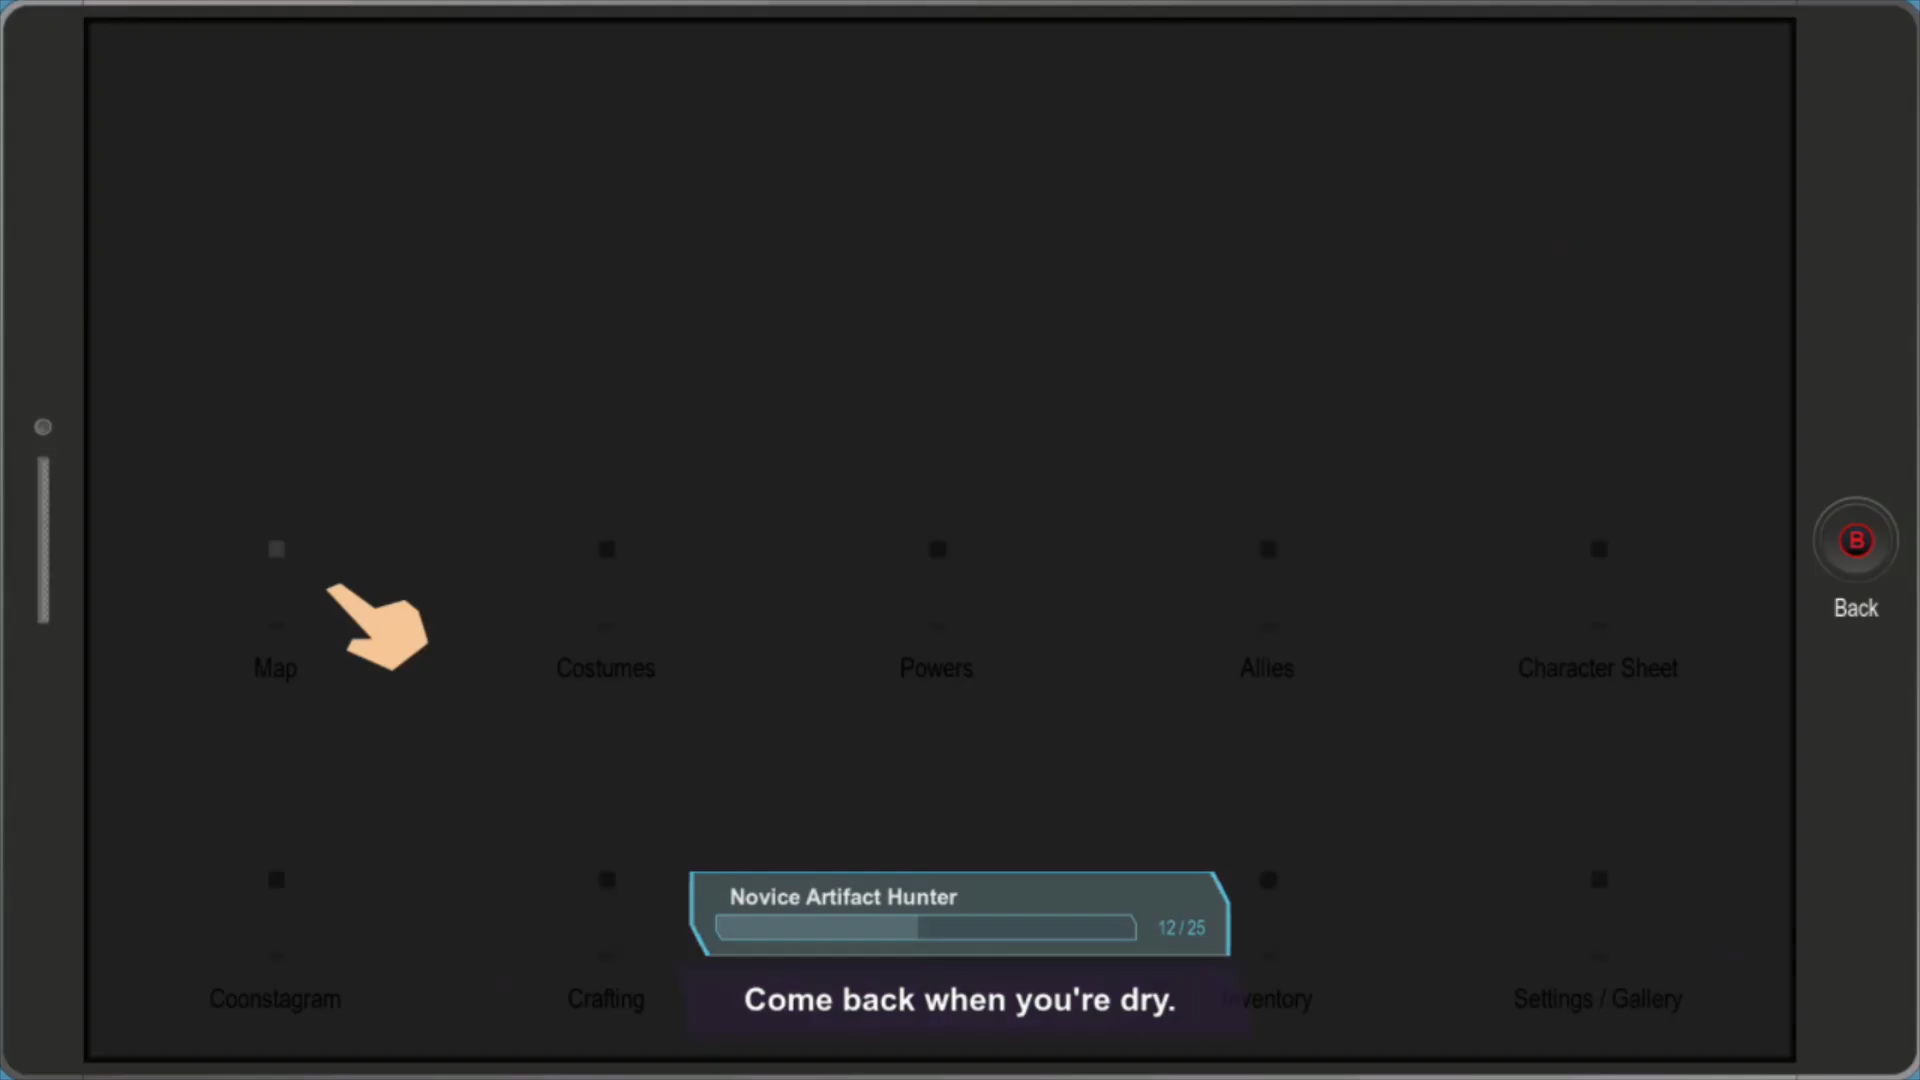 B
Back
Map
Costumes
Powers
Allies
Character Sheet
Novice Artifact Hunter
12 / 25
Coonstagram
Crafting
Come back when you're dry.
Inventory
Settings / Gallery